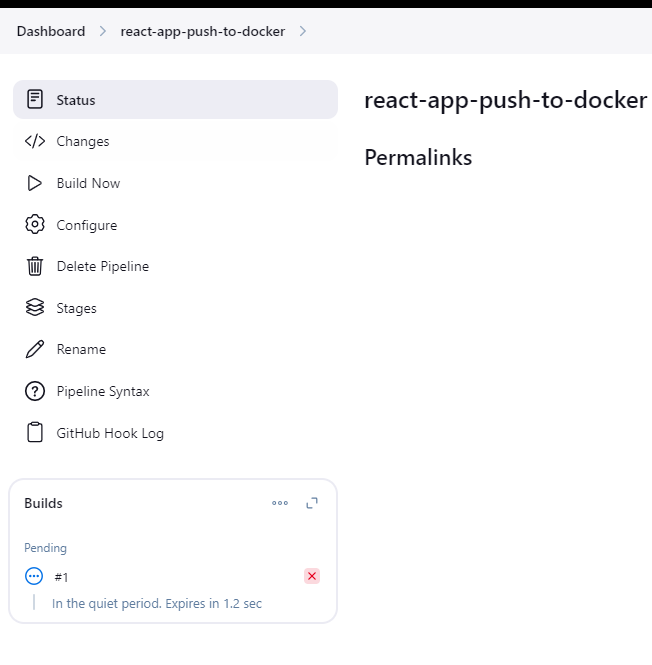 Dashboard > react-app-push-to-docker >
Status
Changes
Build Now
Configure
Delete Pipeline
Stages
Rename
Pipeline Syntax
GitHub Hook Log
Builds
Pending
#1
In the quiet period. Expires in 1.2 sec
react-app-push-to-docker
Permalinks